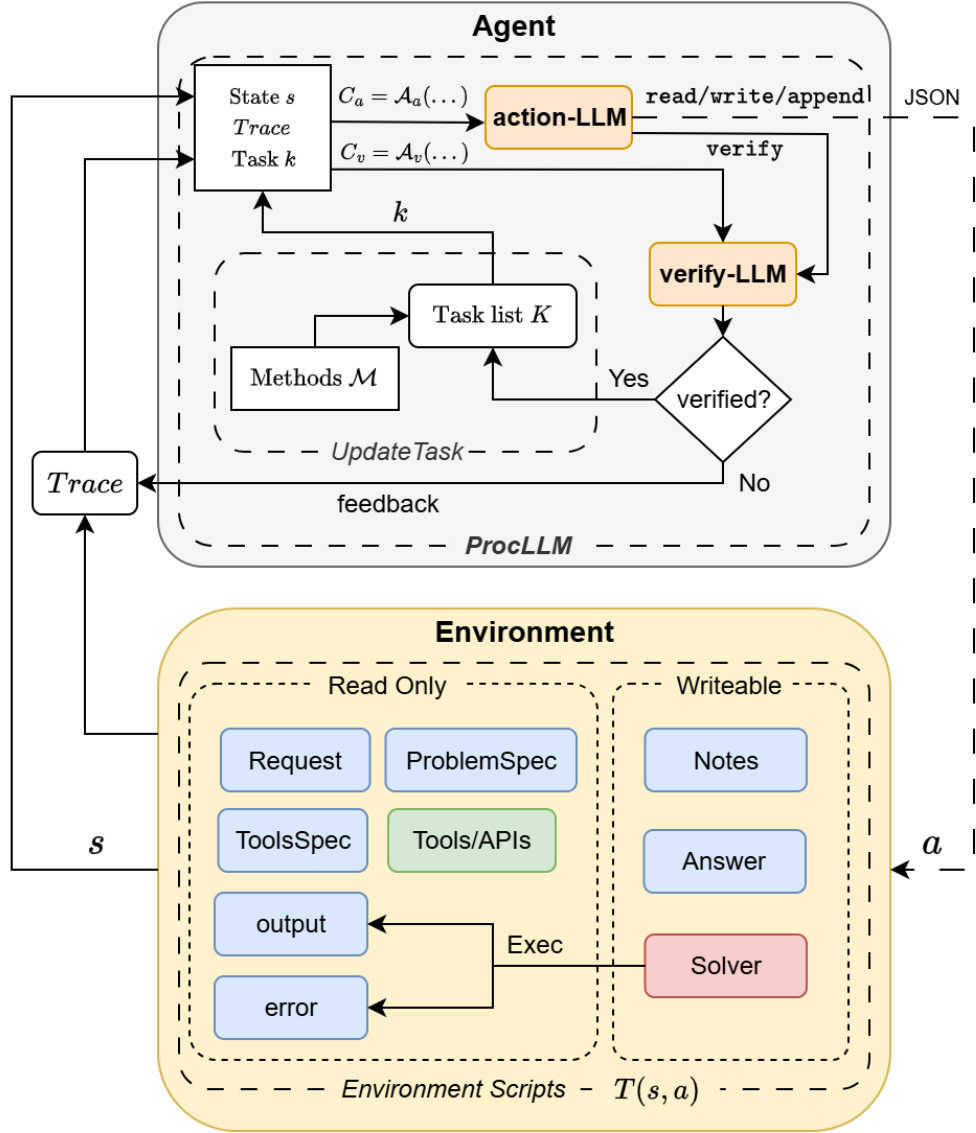 Agent
State s
Trace
Task k
C_a = 𝒜_a(...)
action-LLM
read/write/append
JSON
verify
C_v = 𝒜_v(...)
k
verify-LLM
Task list K
Methods ℳ
Yes
verified?
UpdateTask
Trace
No
feedback
ProcLLM
Environment
Read Only
Writeable
Request
ProblemSpec
Notes
ToolsSpec
Tools/APIs
s
Answer
a
output
Exec
Solver
error
Environment Scripts - T(s, a)